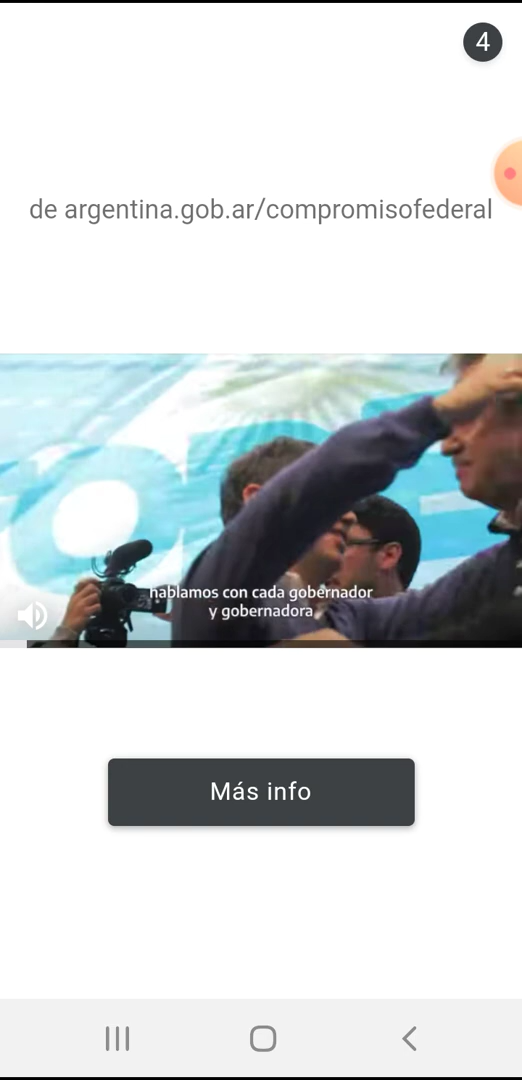 4
de argentina.gob.ar/compromisofederal
hablamos con cada gobernador
y gobernadora
Más info